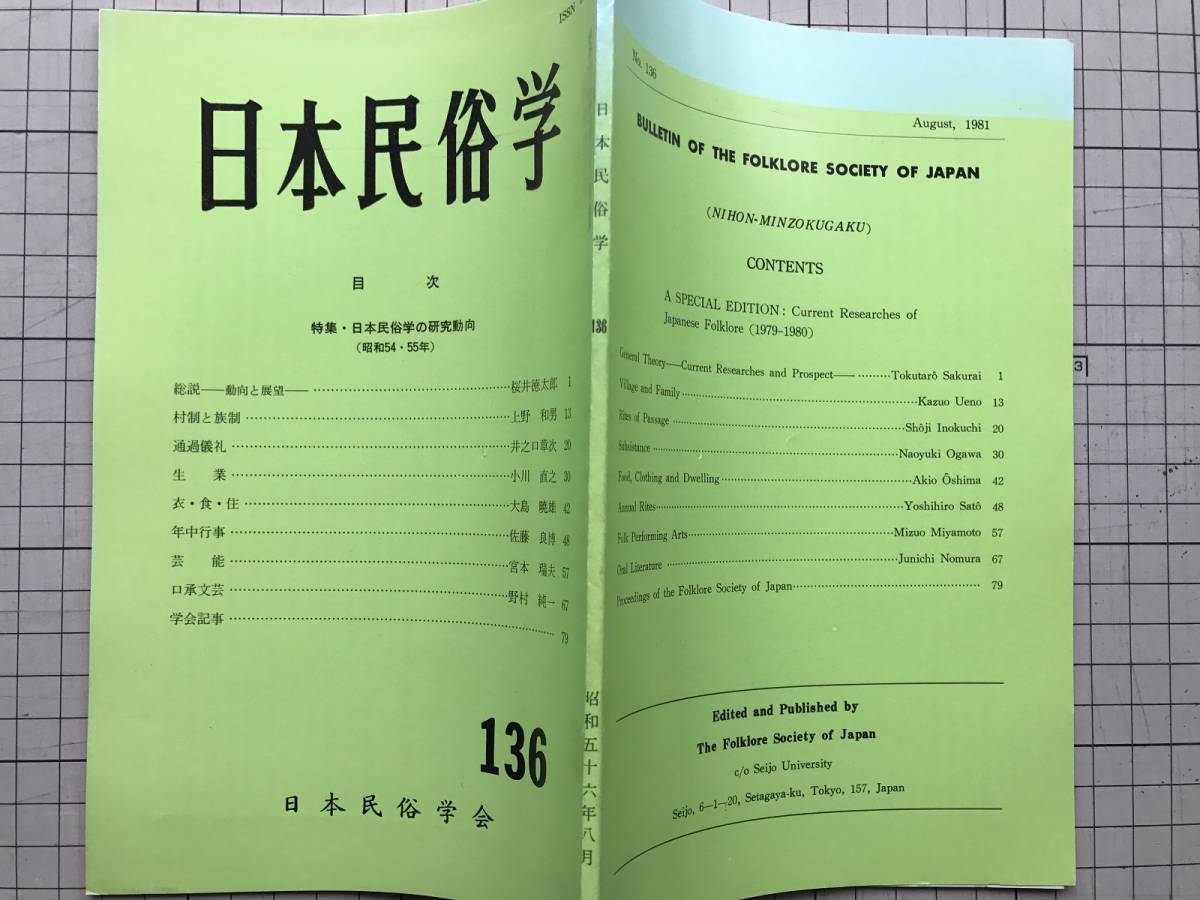 ISSN
日本民俗学
目 次
特集・日本民俗学の研究動向
(昭和54・55年)
総説――動向と展望――……桜井徳太郎 1
村制と族制……上野 和男 13
通過儀礼……井之口章次 20
生 業……小川 直之 30
衣・食・住……大島 暁雄 42
年中行事……佐藤 良博 48
芸 能……宮本 瑞夫 57
口承文芸……野村 純一 67
学会記事……79
136
日本民俗学会
日本民俗学
136
昭和五十六年八月
No. 136
August, 1981
BULLETIN OF THE FOLKLORE SOCIETY OF JAPAN
(NIHON-MINZOKUGAKU)
CONTENTS
A SPECIAL EDITION: Current Researches of
Japanese Folklore (1979-1980)
General Theory――Current Researches and Prospect――……Tokutarô Sakurai 1
Village and Family……Kazuo Ueno 13
Rites of Passage……Shôji Inokuchi 20
Subsistance……Naoyuki Ogawa 30
Food, Clothing and Dwelling……Akio Ôshima 42
Annual Rites……Yoshihiro Satô 48
Folk Performing Arts……Mizuo Miyamoto 57
Oral Literature……Junichi Nomura 67
Proceedings of the Folklore Society of Japan……79
Edited and Published by
The Folklore Society of Japan
c/o Seijo University
Seijo, 6―1―20, Setagaya-ku, Tokyo, 157, Japan
3